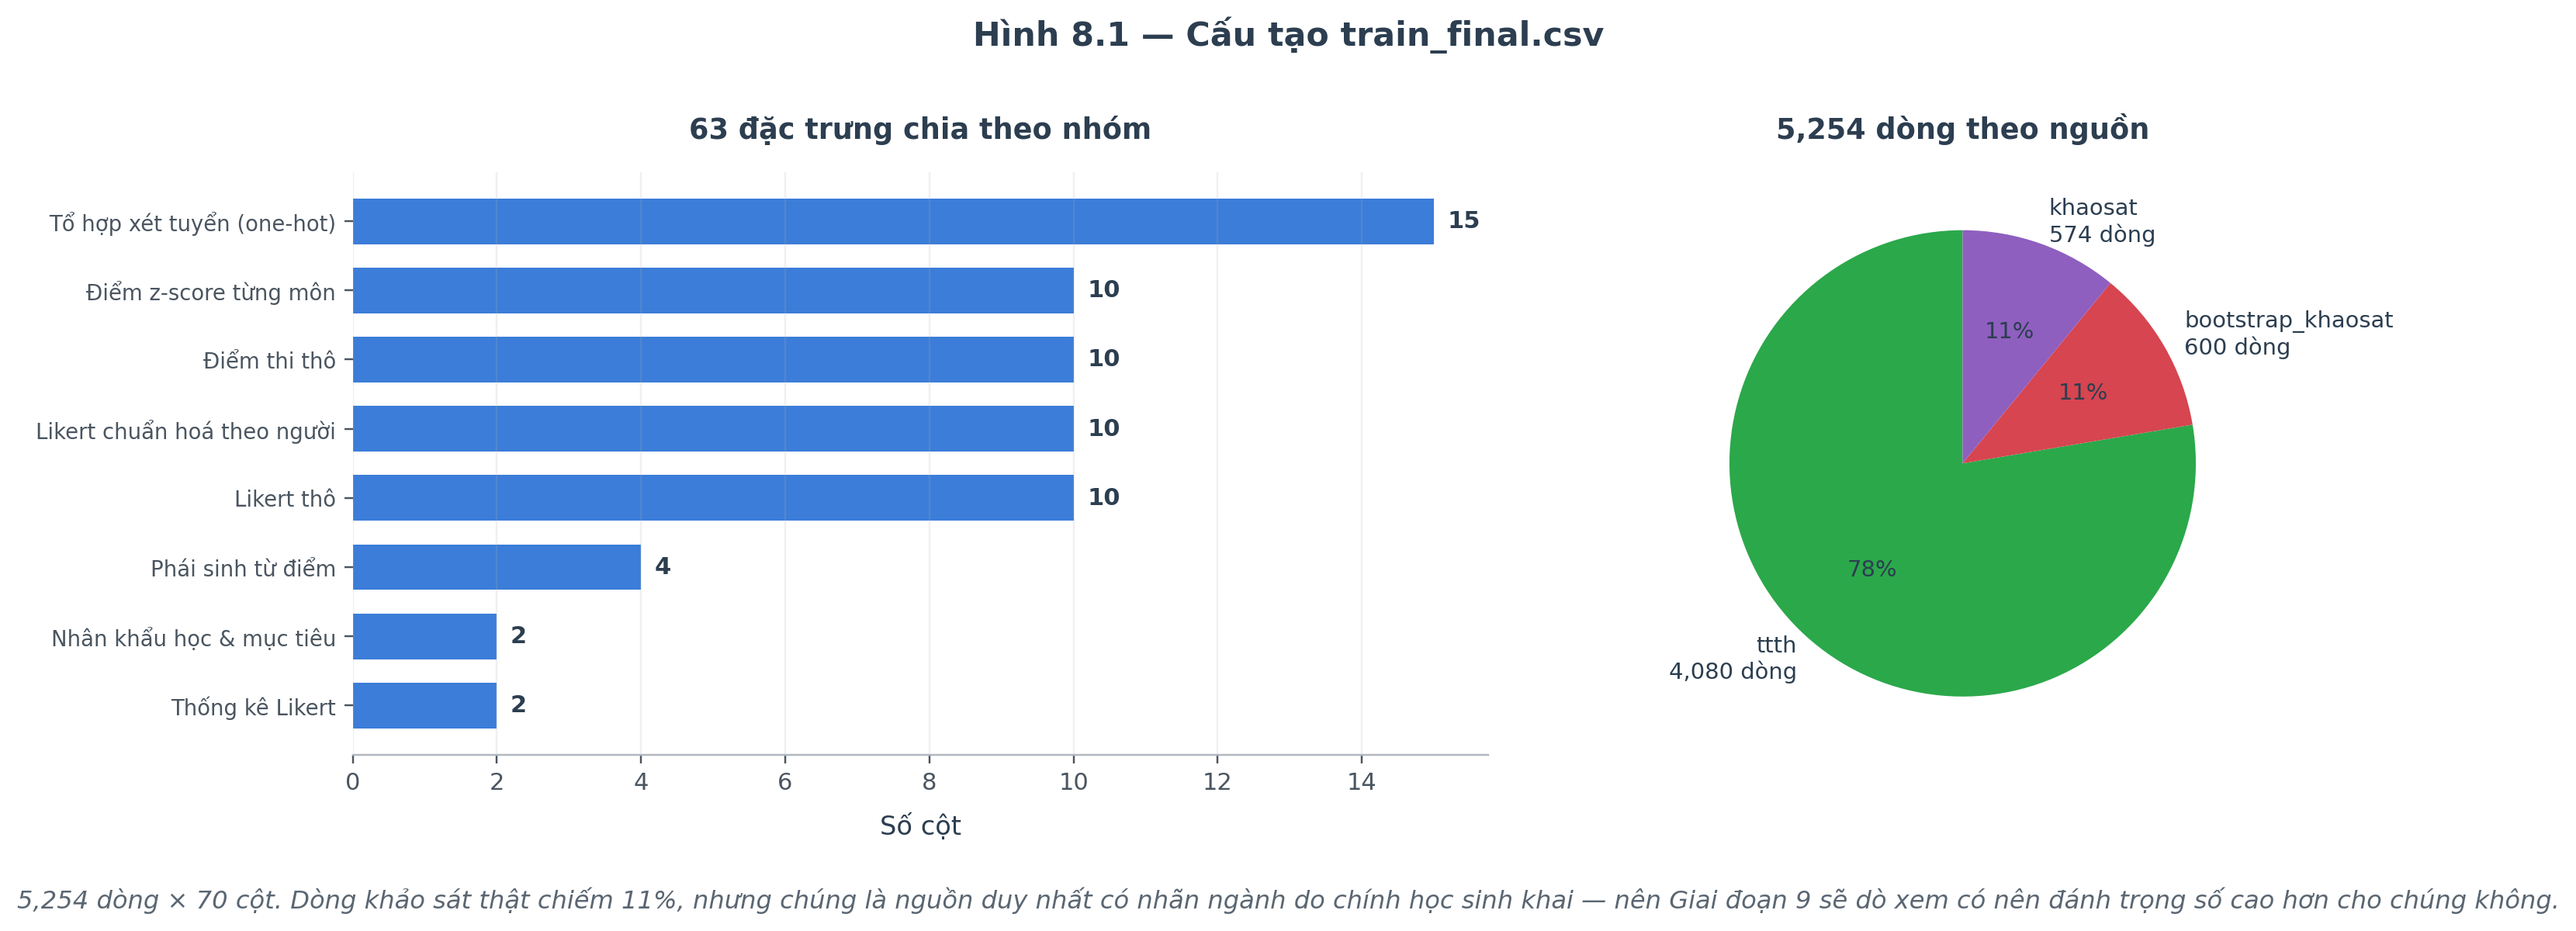 Hình 8.1 — Cấu tạo train_final.csv
63 đặc trưng chia theo nhóm
Tổ hợp xét tuyển (one-hot)
15
Điểm z-score từng môn
10
Điểm thi thô
10
Likert chuẩn hoá theo người
10
Likert thô
10
Phái sinh từ điểm
4
Nhân khẩu học & mục tiêu
2
Thống kê Likert
2
0 2 4 6 8 10 12 14
Số cột
5,254 dòng theo nguồn
khaosat
574 dòng
11%
bootstrap_khaosat
600 dòng
11%
78%
ttth
4,080 dòng
5,254 dòng × 70 cột. Dòng khảo sát thật chiếm 11%, nhưng chúng là nguồn duy nhất có nhãn ngành do chính học sinh khai — nên Giai đoạn 9 sẽ dò xem có nên đánh trọng số cao hơn cho chúng không.